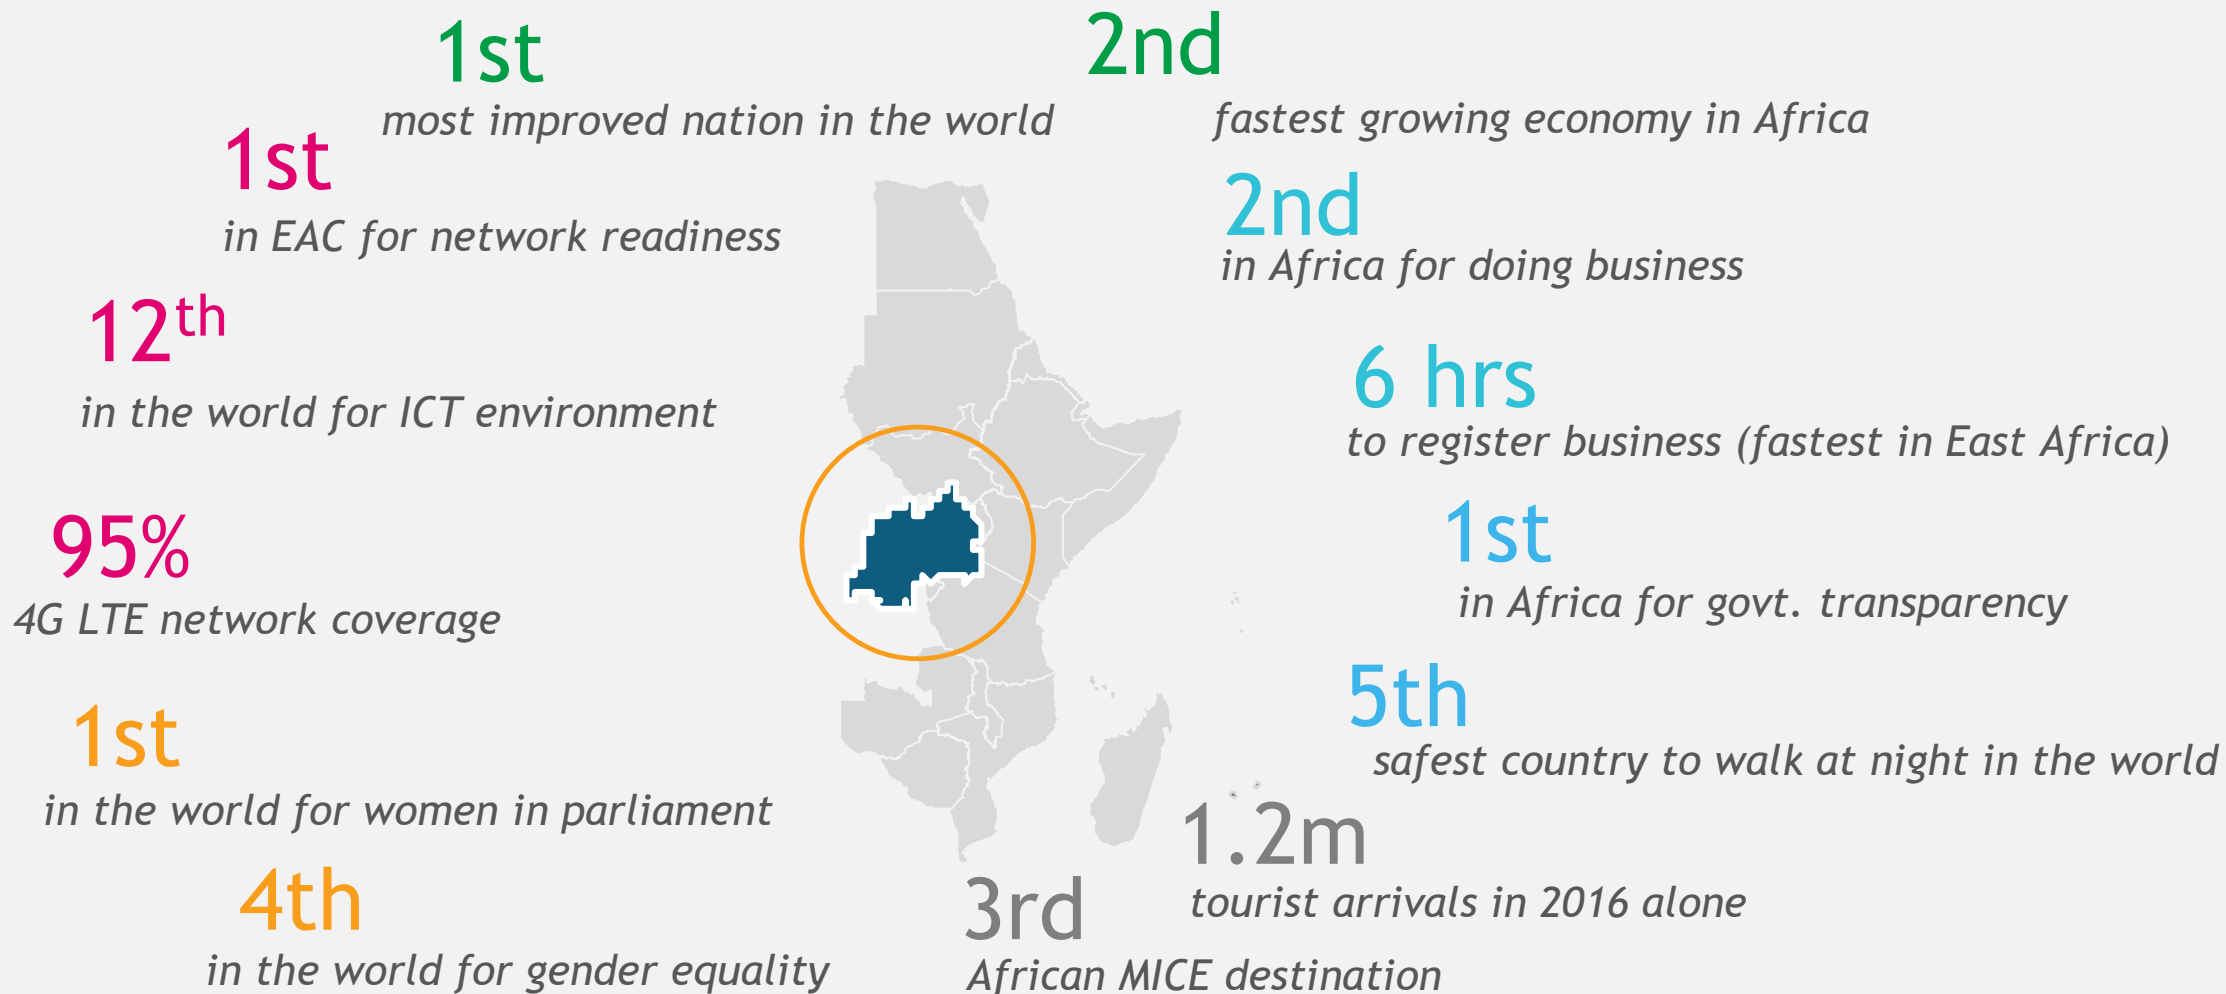 1st
most improved nation in the world
2nd
fastest growing economy in Africa
1st
in EAC for network readiness
2nd
in Africa for doing business
12th
in the world for ICT environment
6 hrs
to register business (fastest in East Africa)
95%
4G LTE network coverage
1st
in Africa for govt. transparency
1st
in the world for women in parliament
5th
safest country to walk at night in the world
4th
in the world for gender equality
1.2m
tourist arrivals in 2016 alone
3rd
African MICE destination